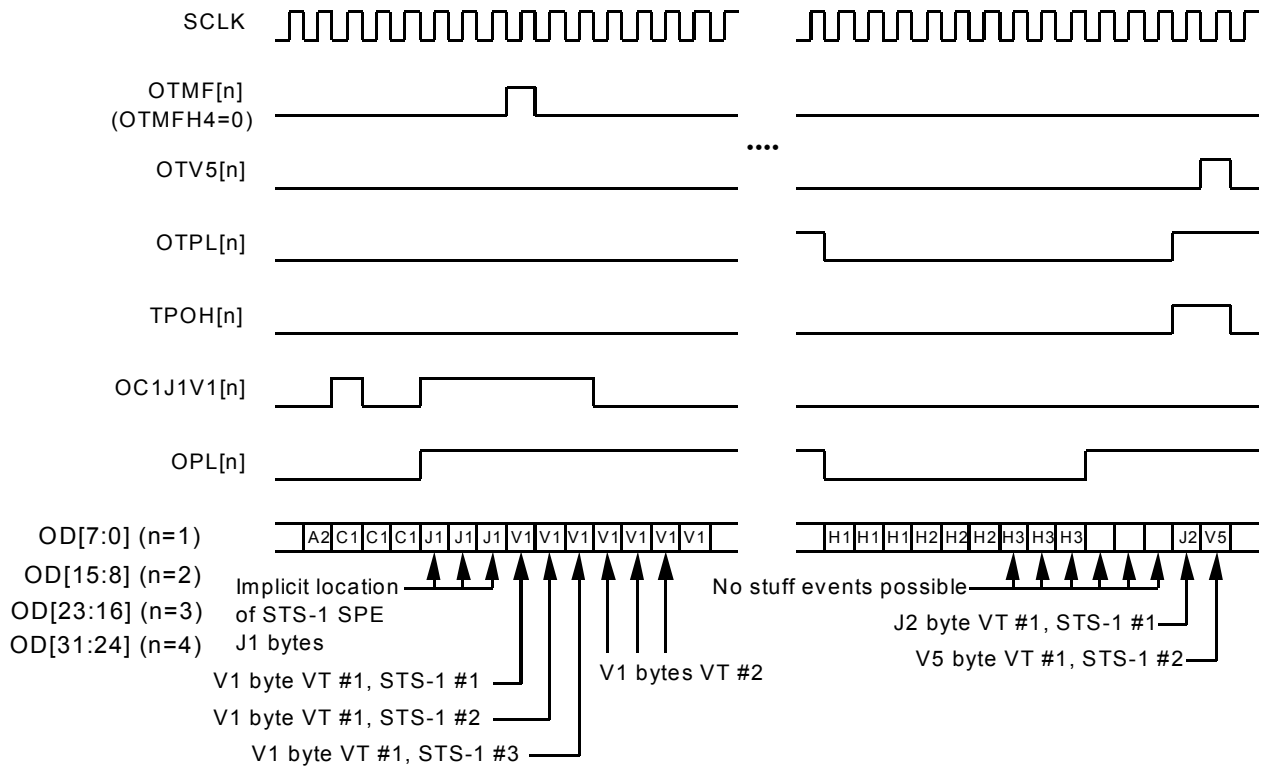 SCLK
OTMF[n]
(OTMFH4=0)
....
OTV5[n]
OTPL[n]
TPOH[n]
OC1J1V1[n]
OPL[n]
OD[7:0] (n=1)
A2 C1 C1 C1 J1 J1 J1 V1 V1 V1 V1 V1 V1 V1
H1 H1 H1 H2 H2 H2 H3 H3 H3 J2 V5
OD[15:8] (n=2)
OD[23:16] (n=3)
OD[31:24] (n=4)
Implicit location
of STS-1 SPE
J1 bytes
No stuff events possible
J2 byte VT #1, STS-1 #1
V5 byte VT #1, STS-1 #2
V1 bytes VT #2
V1 byte VT #1, STS-1 #1
V1 byte VT #1, STS-1 #2
V1 byte VT #1, STS-1 #3